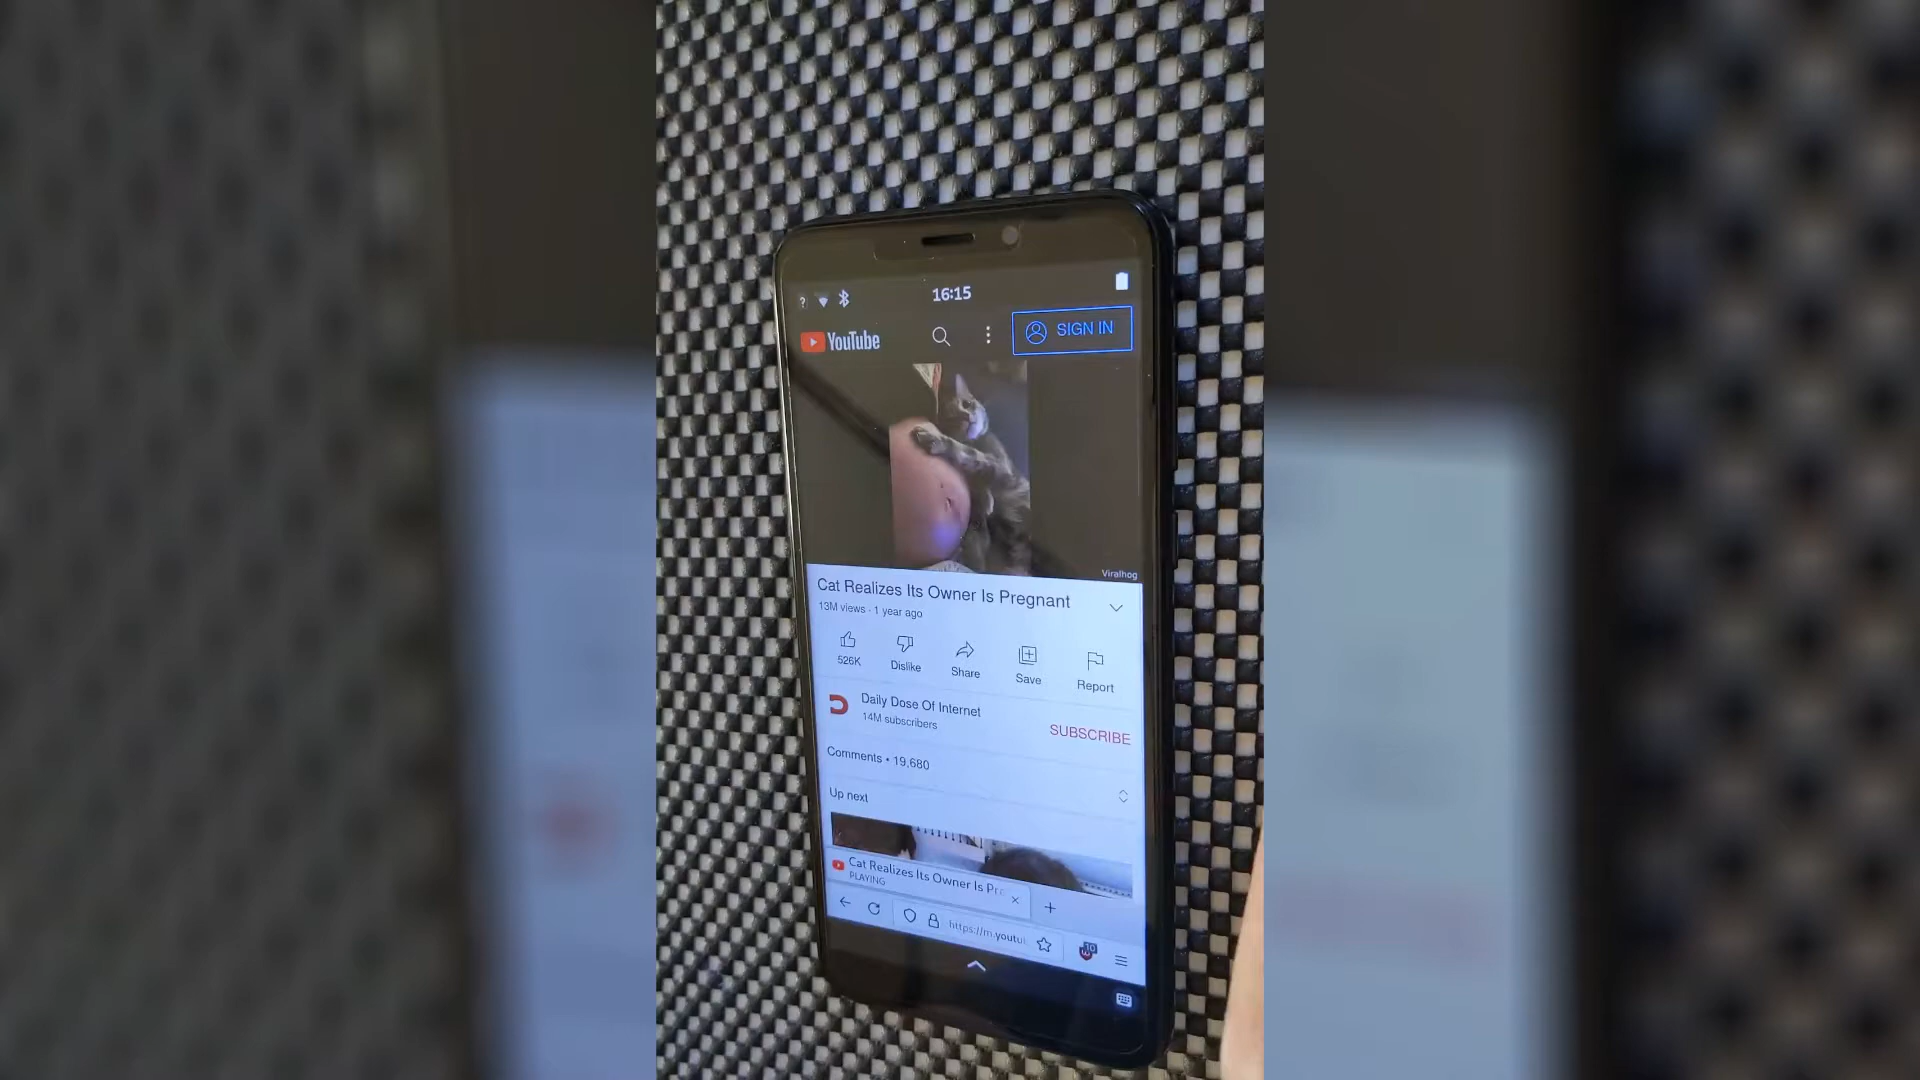 16:15
YouTube
SIGN IN
Viralhog
Cat Realizes Its Owner Is Pregnant
13M views · 1 year ago
526K Dislike Share Save Report
Daily Dose Of Internet
14M subscribers
SUBSCRIBE
Comments • 19,680
Up next
Cat Realizes Its Owner Is Pre
PLAYING
https://m.youtu
10